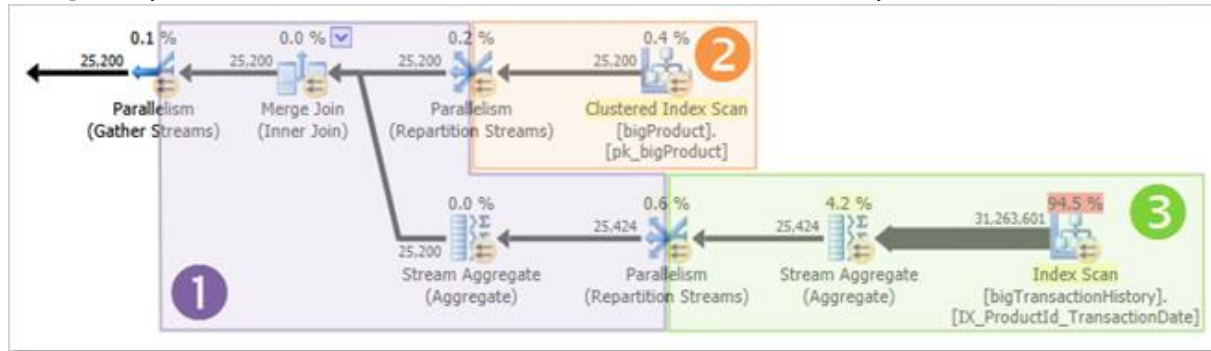 0.1 %
25,200
Parallelism
(Gather Streams)
0.0 %
25,200
Merge Join
(Inner Join)
0.2 %
25,200
Parallelism
(Repartition Streams)
0.4 %
25,200
Clustered Index Scan
[bigProduct].
[pk_bigProduct]
2
0.0 %
25,200
Stream Aggregate
(Aggregate)
0.6 %
25,424
Parallelism
(Repartition Streams)
4.2 %
25,424
Stream Aggregate
(Aggregate)
94.5 %
31,263,601
Index Scan
[bigTransactionHistory].
[IX_ProductId_TransactionDate]
3
1